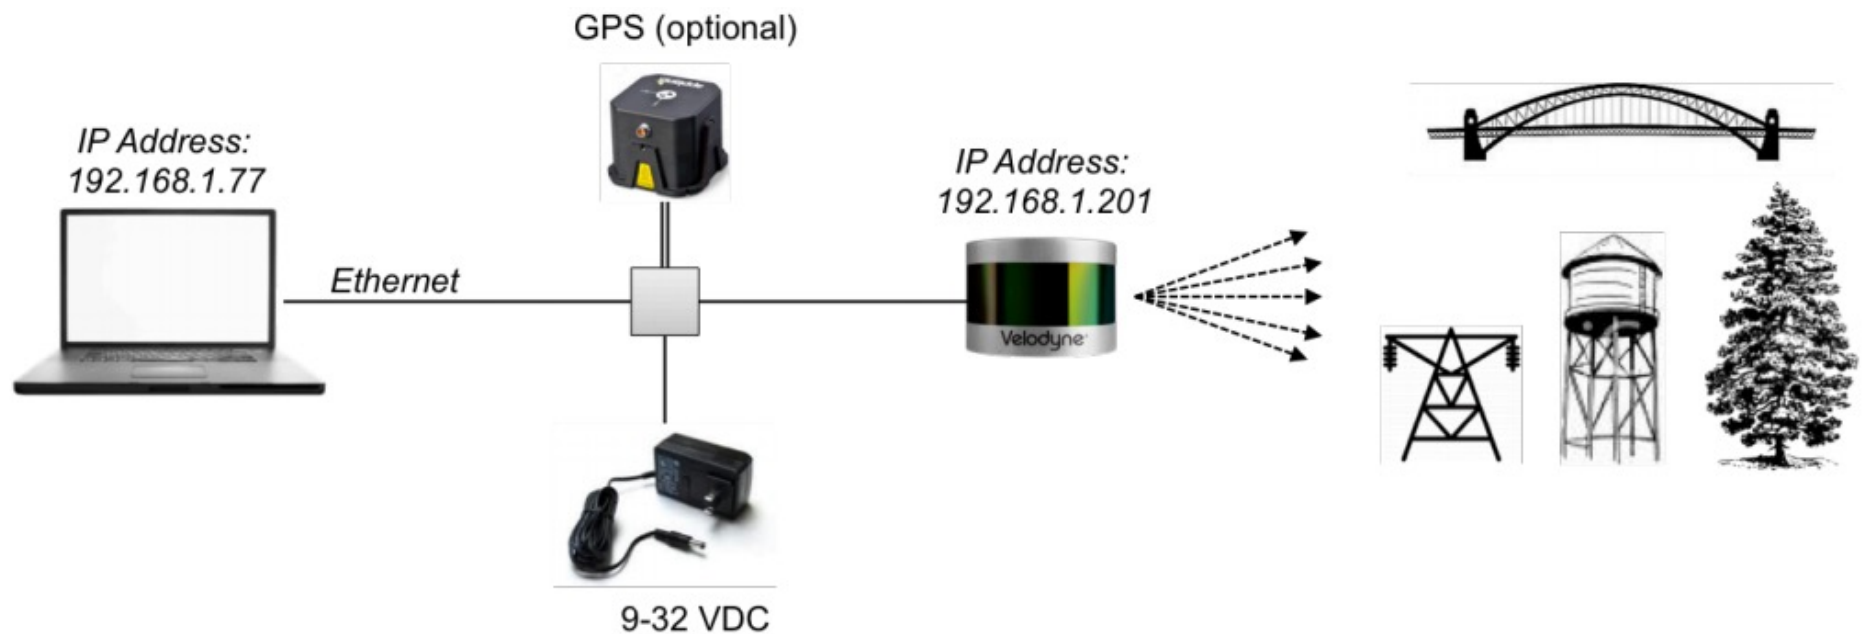 GPS (optional)
IP Address:
192.168.1.77
IP Address:
192.168.1.201
Ethernet
Velodyne
9-32 VDC